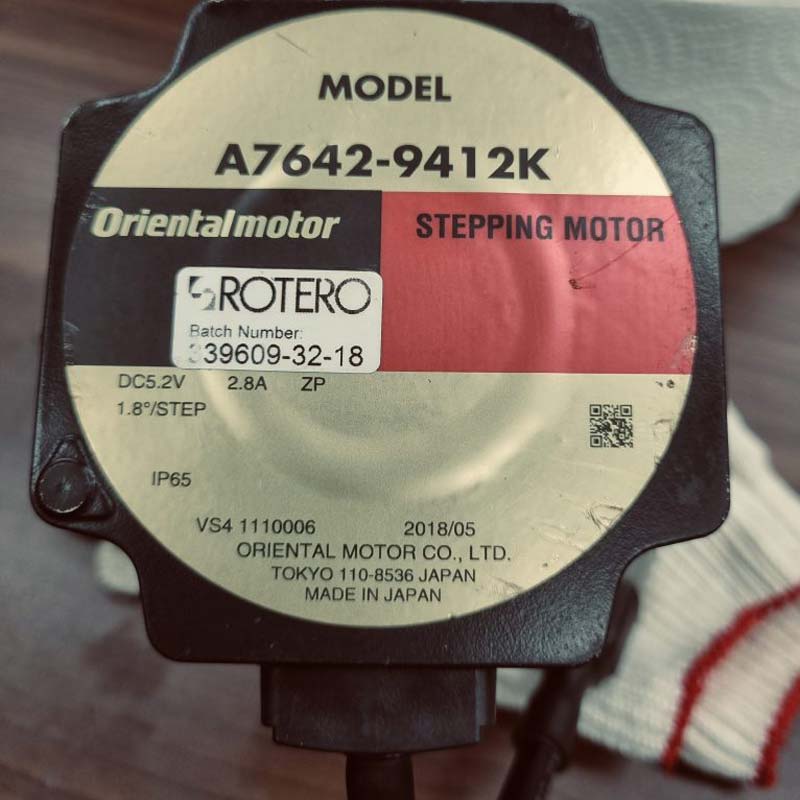 MODEL
A7642-9412K
Orientalmotor STEPPING MOTOR
ROTERO
Batch Number:
339609-32-18
DC5.2V 2.8A ZP
1.8°/STEP
IP65
VS4 1110006 2018/05
ORIENTAL MOTOR CO., LTD.
TOKYO 110-8536 JAPAN
MADE IN JAPAN